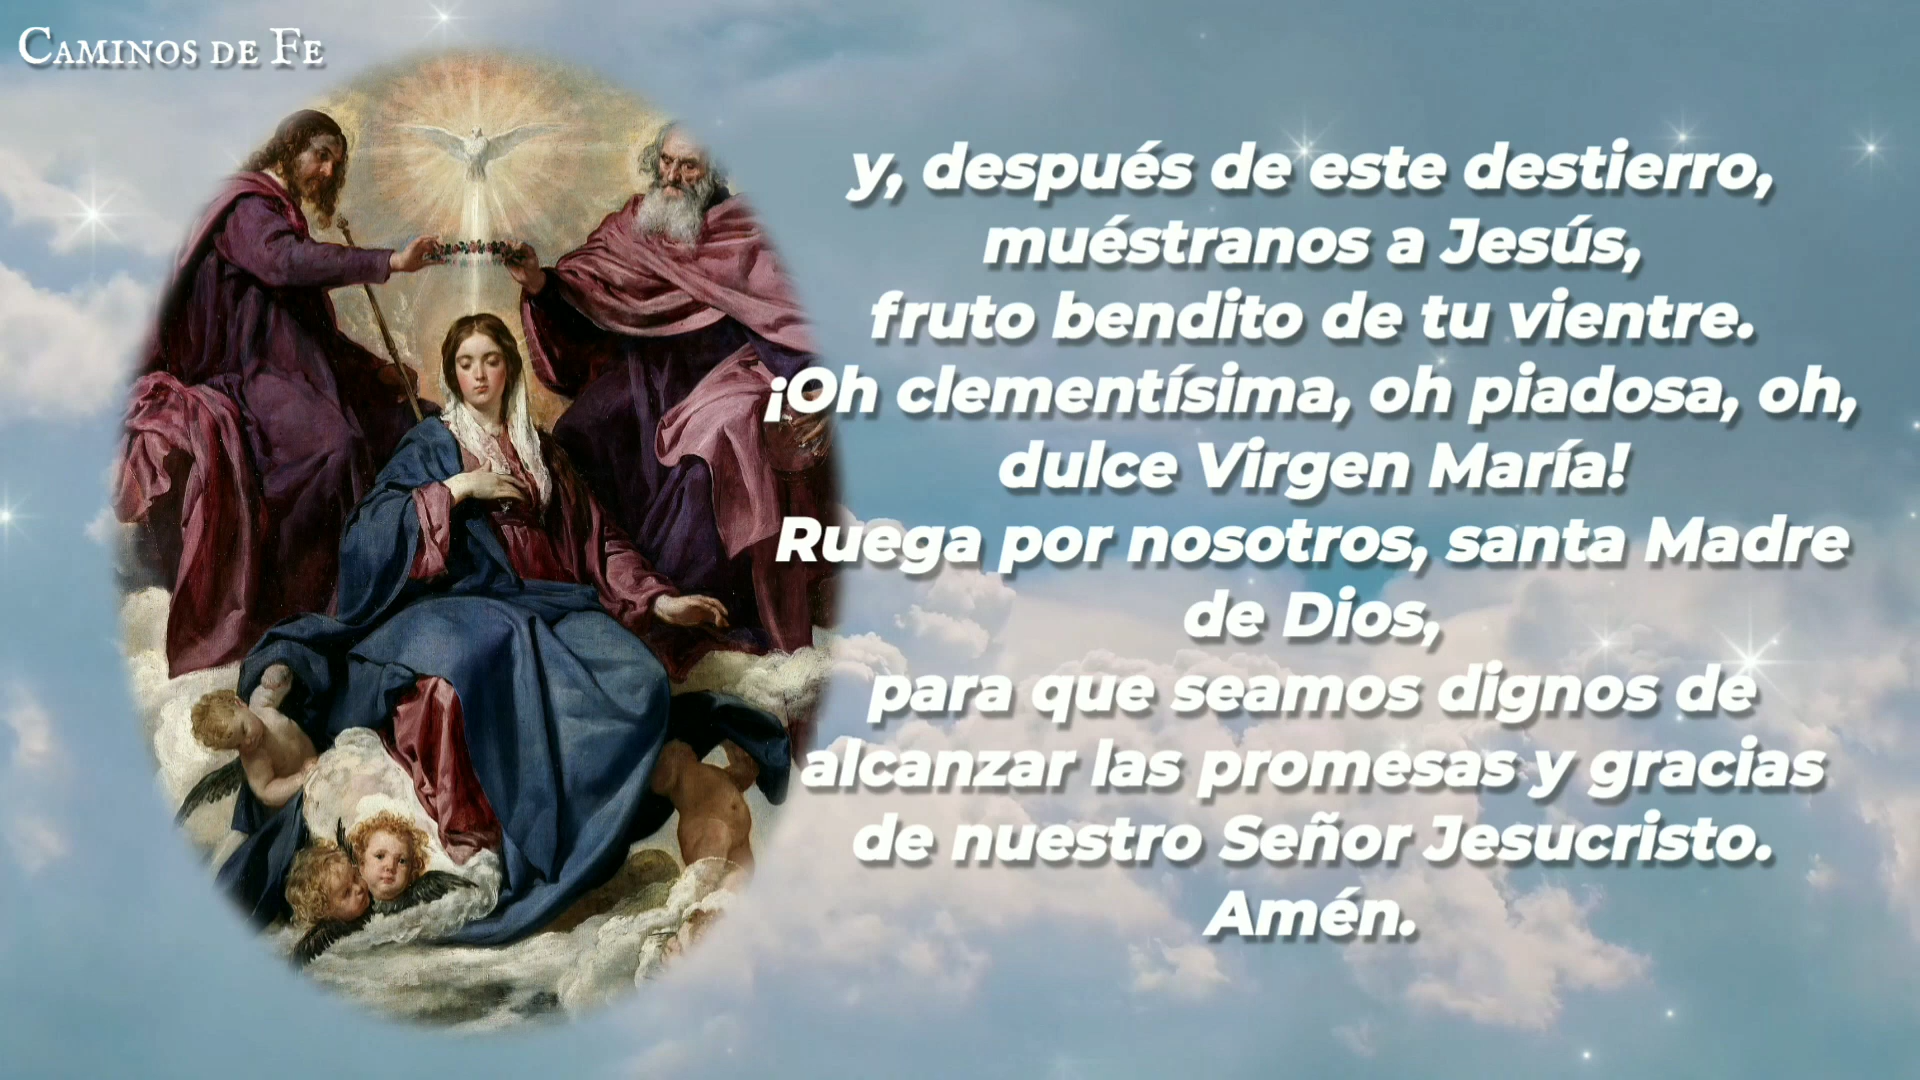 Caminos de Fe
y, después de este destierro,
muéstranos a Jesús,
fruto bendito de tu vientre.
¡Oh clementísima, oh piadosa, oh,
dulce Virgen María!
Ruega por nosotros, santa Madre
de Dios,
para que seamos dignos de
alcanzar las promesas y gracias
de nuestro Señor Jesucristo.
Amén.